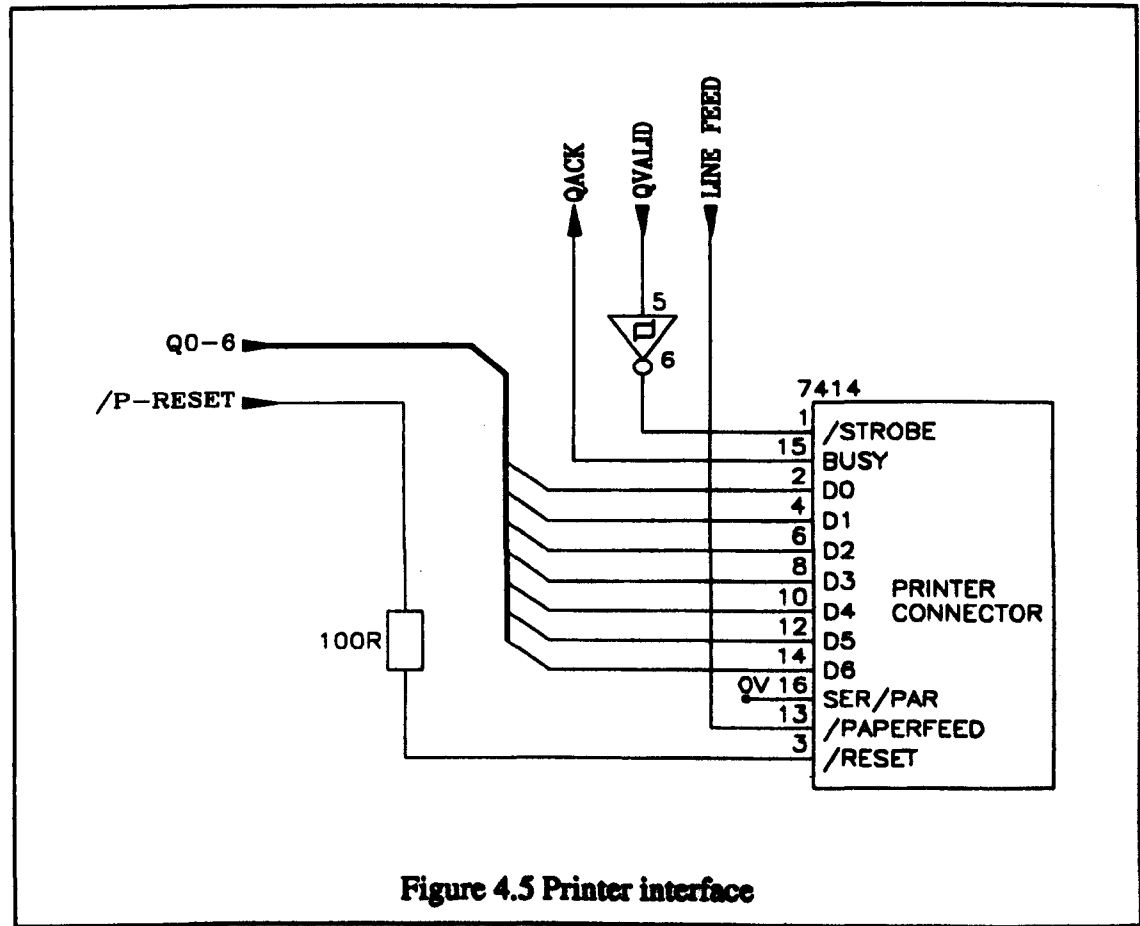 QACK
QVALID
LINE FEED
5
6
Q0-6
/P-RESET
100R
7414
1 /STROBE
15 BUSY
2 D0
4 D1
6 D2
8 D3
10 D4
12 D5
14 D6
0V 16 SER/PAR
13 /PAPERFEED
3 /RESET
PRINTER
CONNECTOR
Figure 4.5 Printer interface